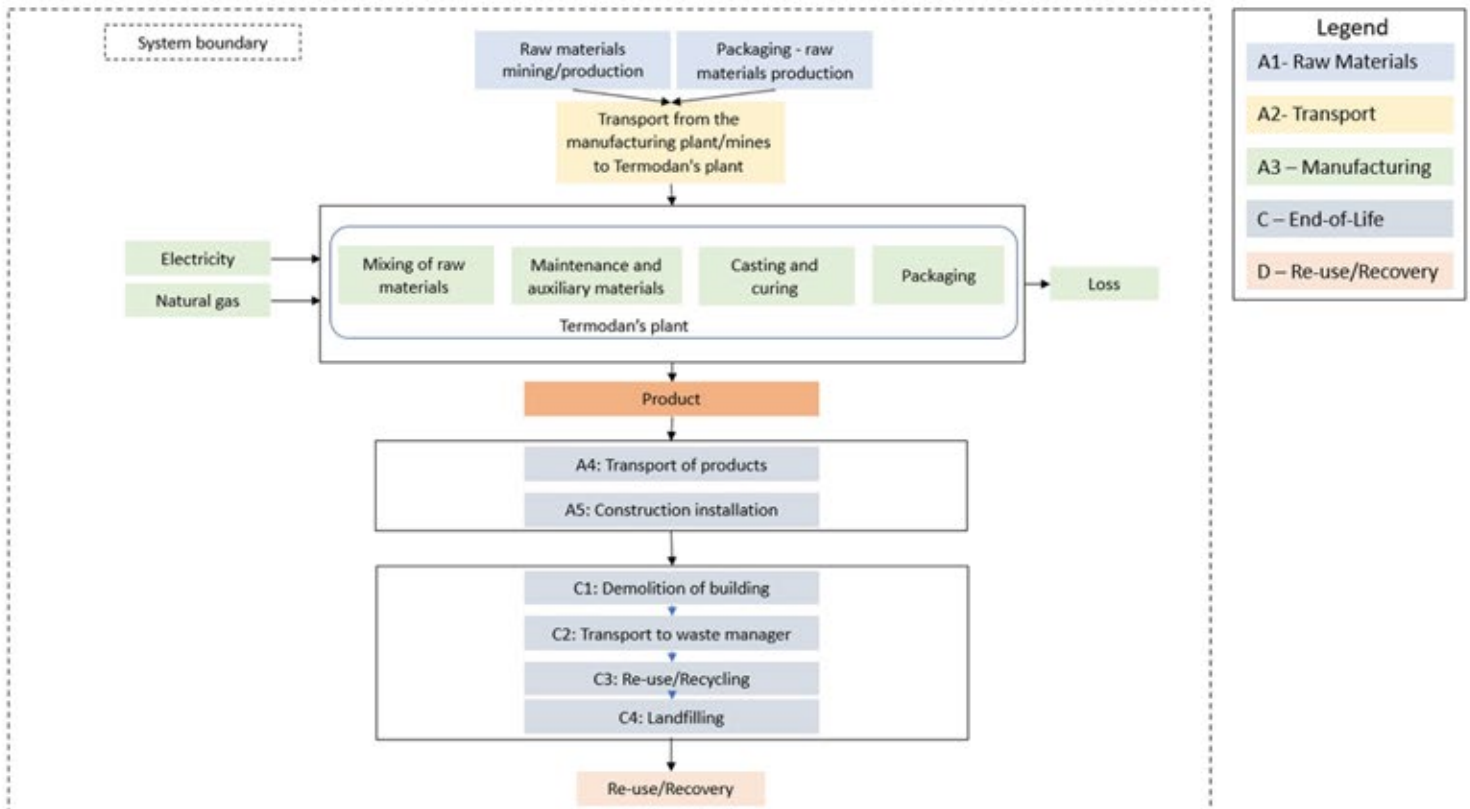 System boundary
Raw materials
mining/production
Packaging - raw
materials production
Transport from the
manufacturing plant/mines
to Termodan's plant
Electricity
Natural gas
Mixing of raw
materials
Maintenance and
auxiliary materials
Casting and
curing
Packaging
Termodan's plant
Loss
Product
A4: Transport of products
A5: Construction installation
C1: Demolition of building
C2: Transport to waste manager
C3: Re-use/Recycling
C4: Landfilling
Re-use/Recovery
Legend
A1- Raw Materials
A2- Transport
A3 – Manufacturing
C – End-of-Life
D – Re-use/Recovery